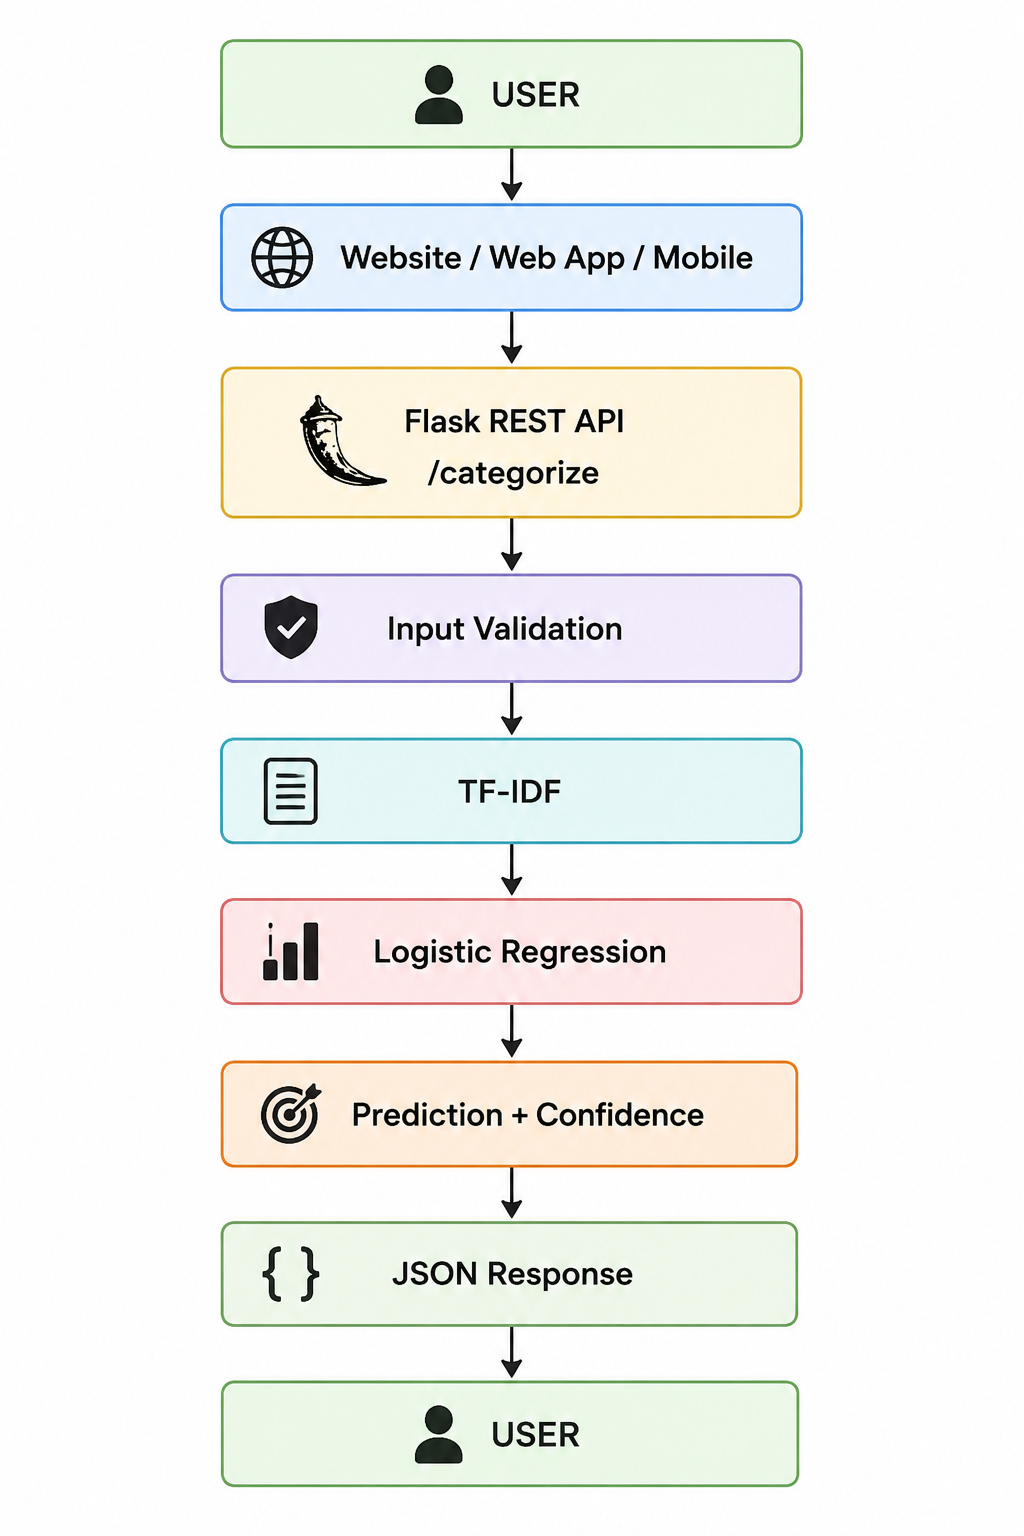 USER
Website / Web App / Mobile
Flask REST API
/categorize
Input Validation
TF-IDF
Logistic Regression
Prediction + Confidence
{ } JSON Response
USER